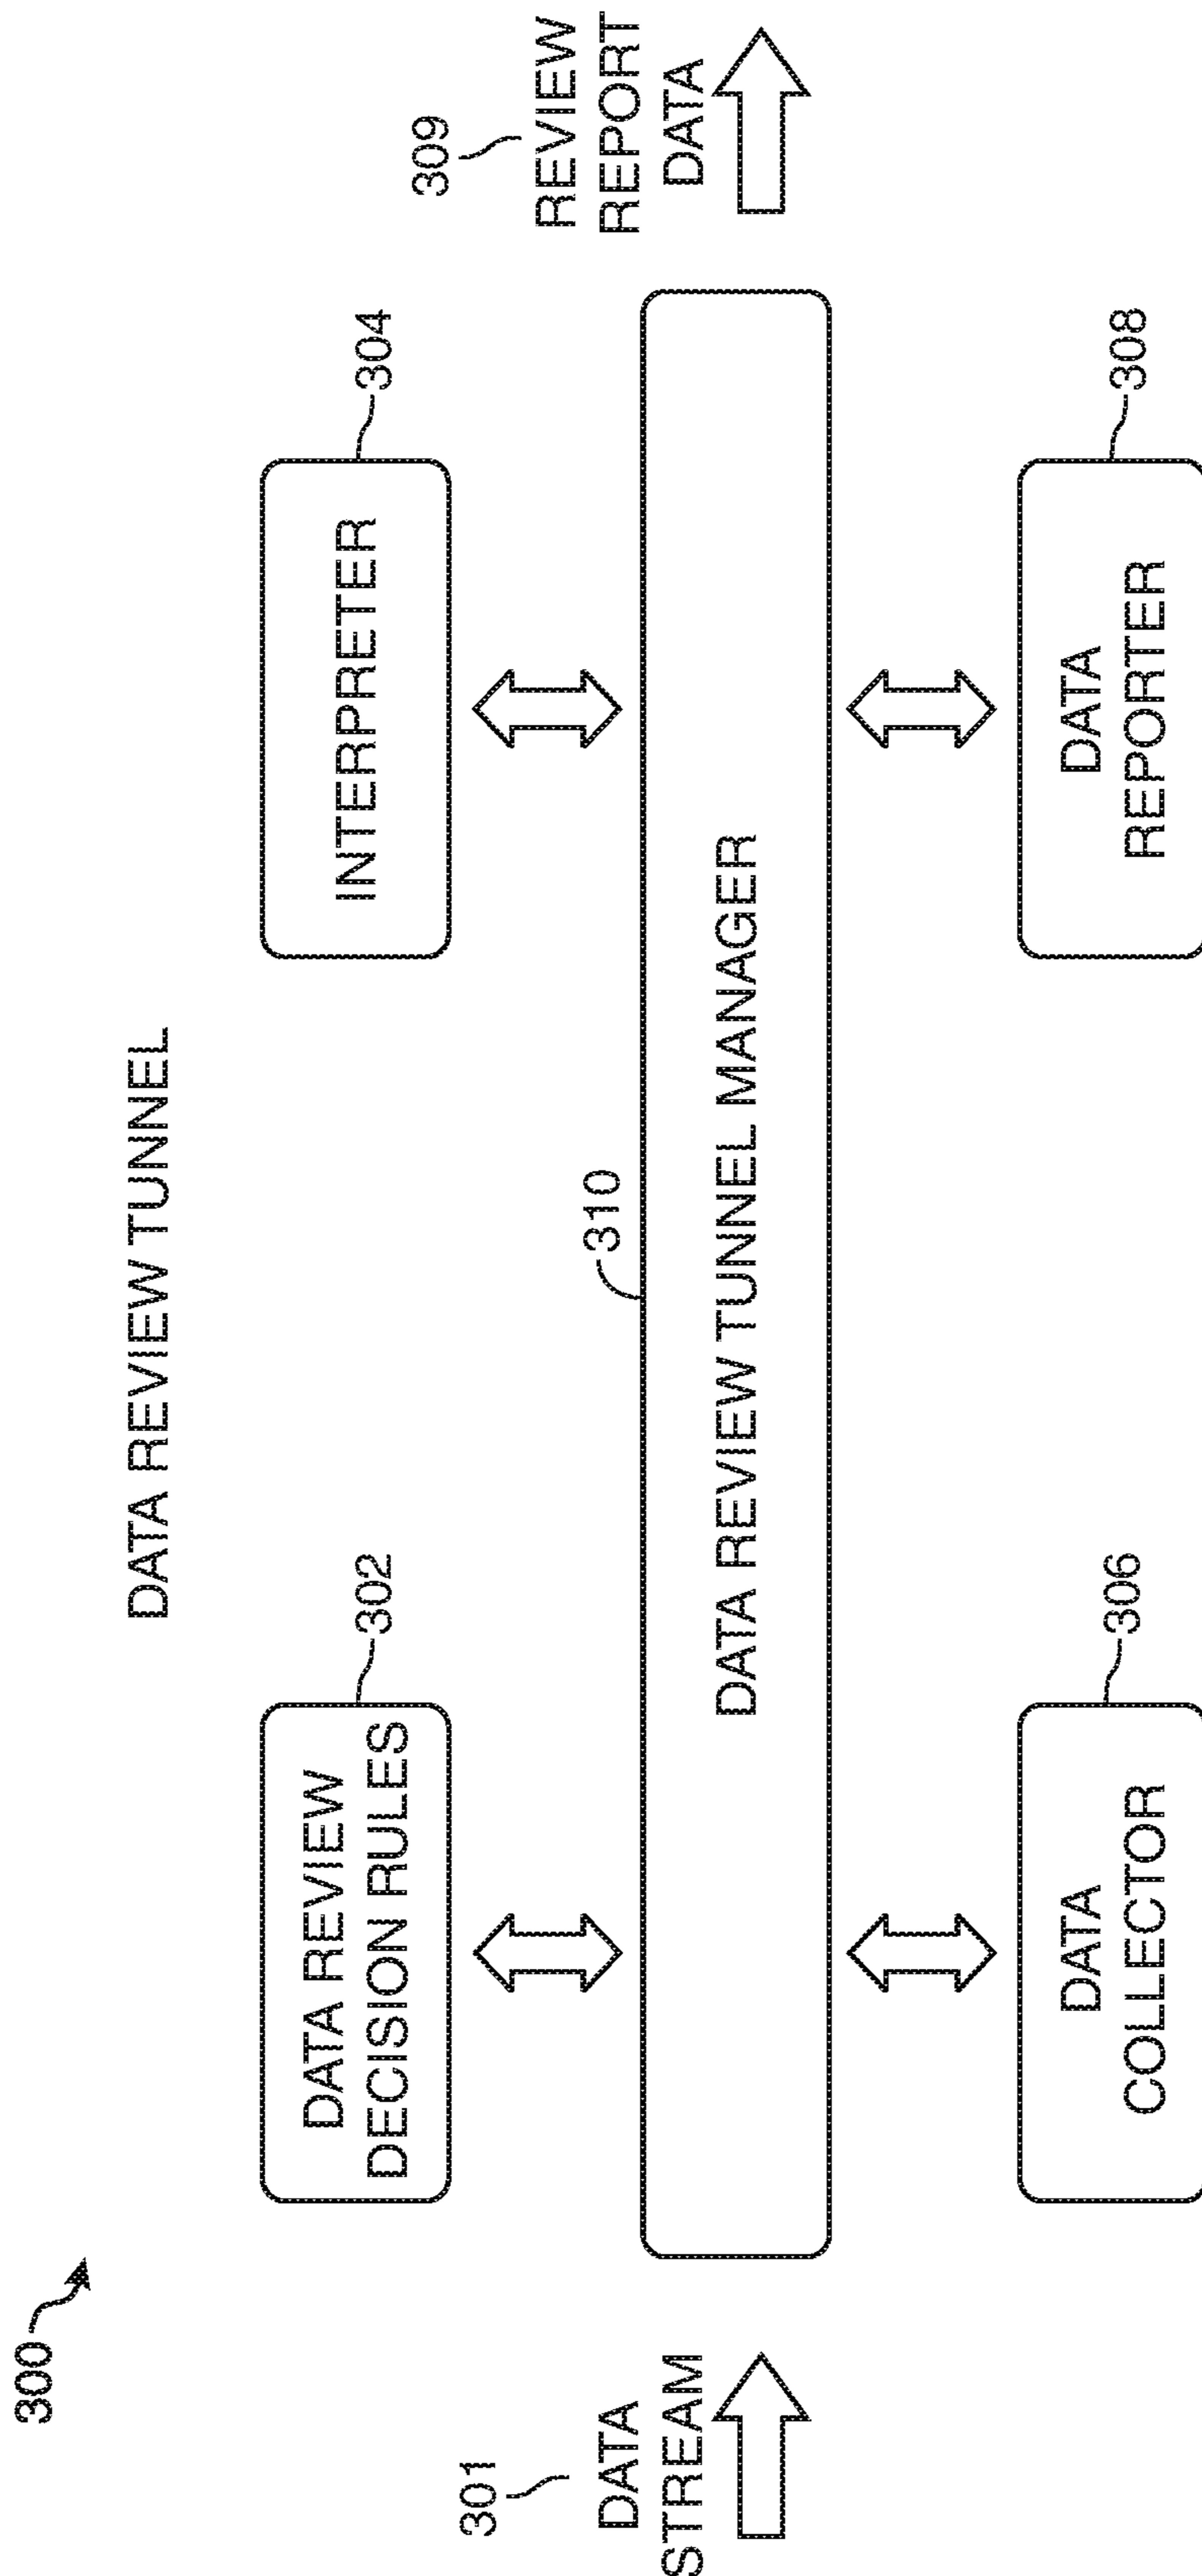 300
DATA REVIEW TUNNEL
302
304
DATA REVIEW
DECISION RULES
INTERPRETER
301
DATA
STREAM
310
DATA REVIEW TUNNEL MANAGER
309
REVIEW
REPORT
DATA
306
308
DATA
COLLECTOR
DATA
REPORTER